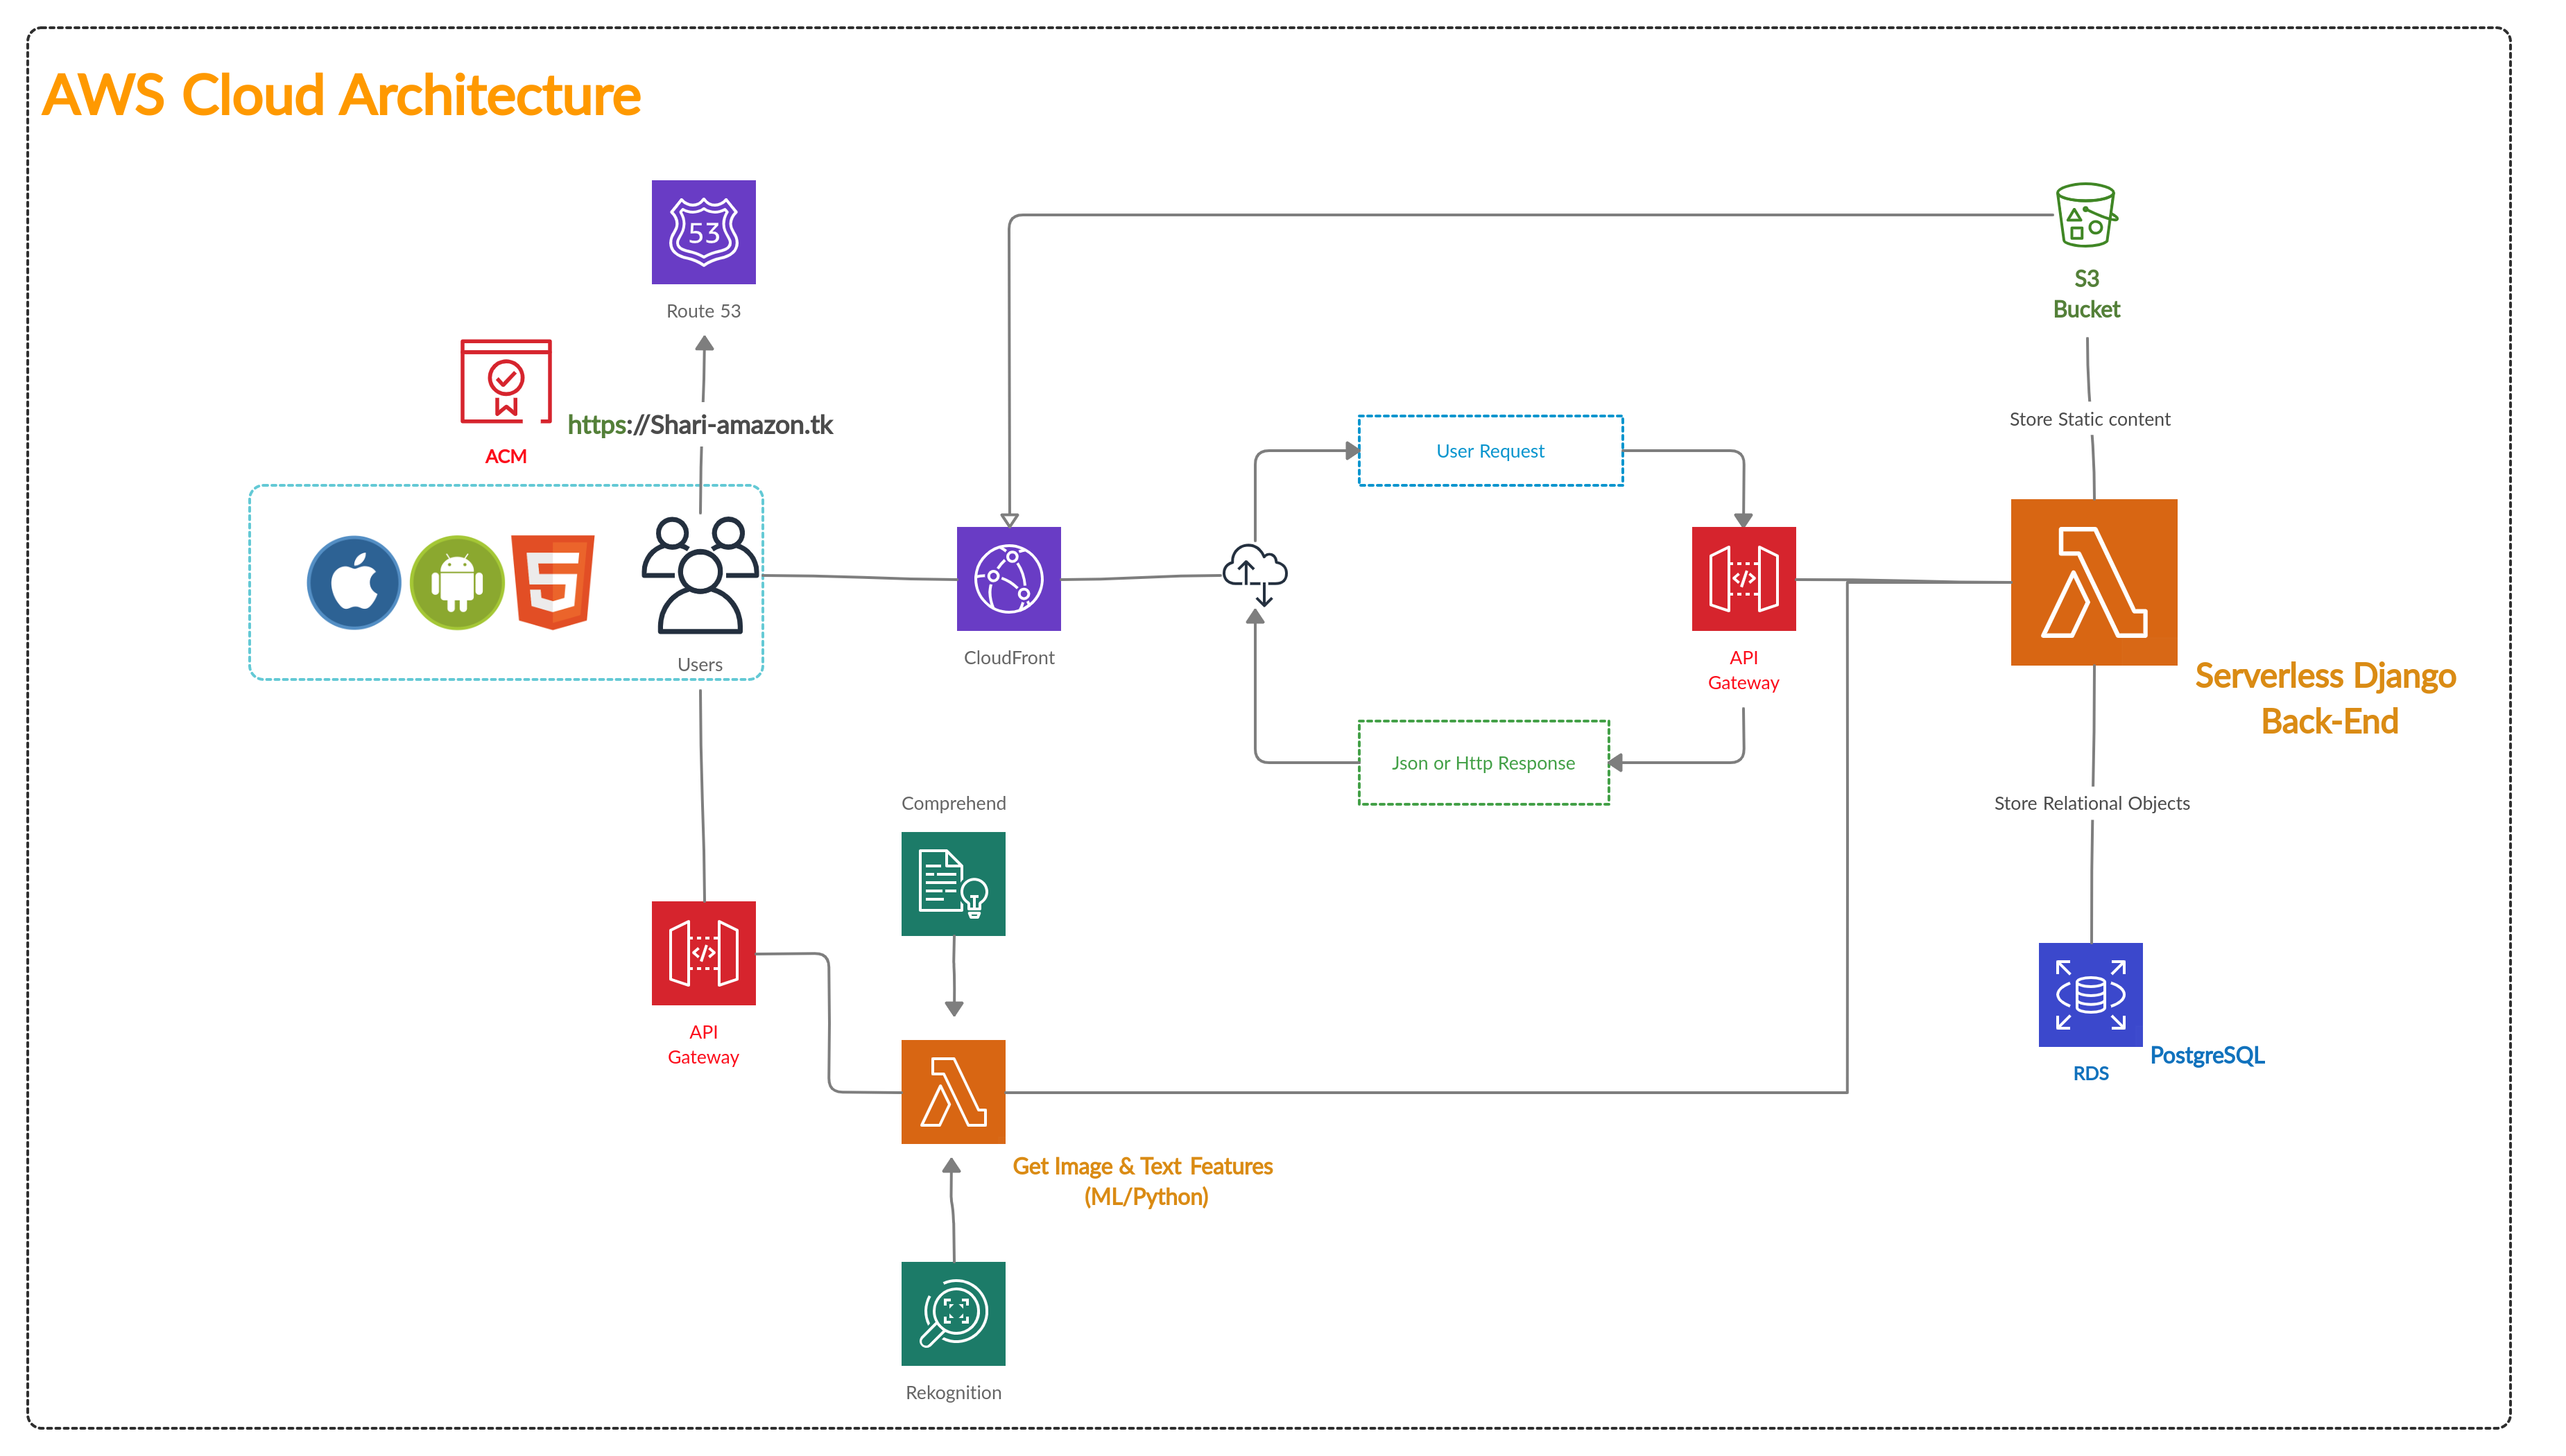 AWS Cloud Architecture
53
Route 53
S3
Bucket
ACM
https://Shari-amazon.tk
Store Static content
User Request
Users
CloudFront
</>
API
Gateway
Serverless Django
Back-End
Json or Http Response
Store Relational Objects
Comprehend
</>
API
Gateway
PostgreSQL
RDS
Get Image & Text Features
(ML/Python)
Rekognition